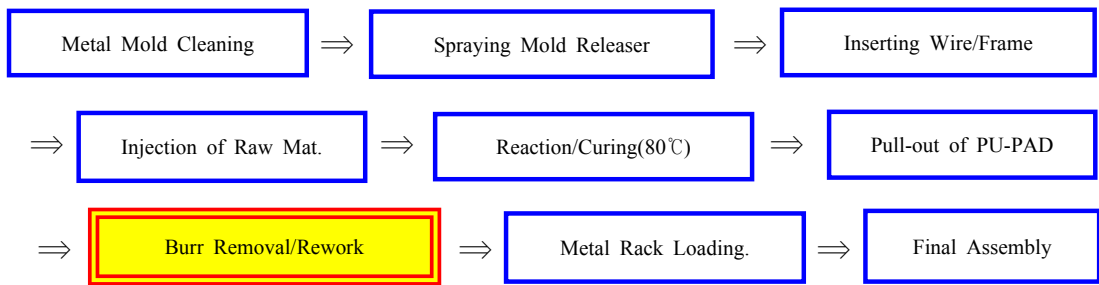 Metal Mold Cleaning ⇒ Spraying Mold Releaser ⇒ Inserting Wire/Frame
⇒ Injection of Raw Mat. ⇒ Reaction/Curing(80℃) ⇒ Pull-out of PU-PAD
⇒ Burr Removal/Rework ⇒ Metal Rack Loading. ⇒ Final Assembly